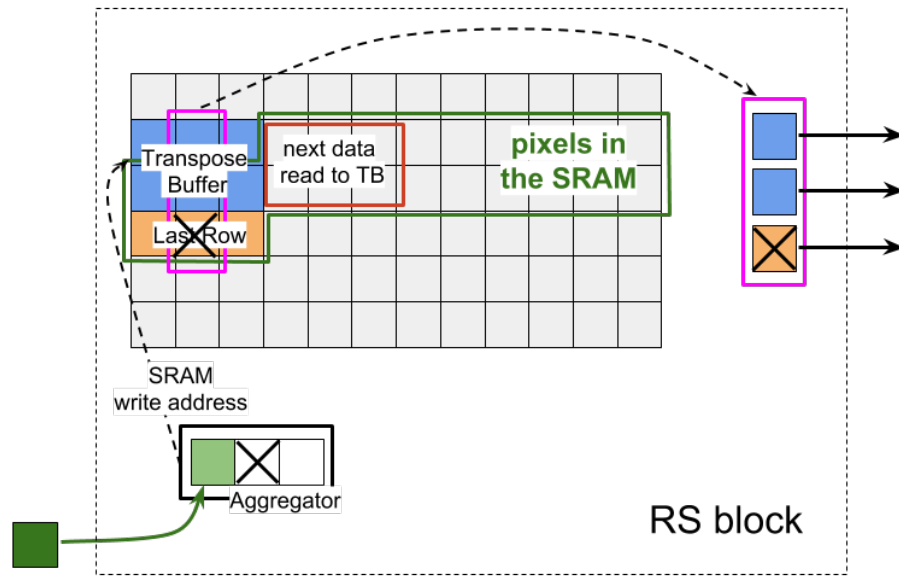 Transpose
Buffer
next data
read to TB
pixels in
the SRAM
Last Row
SRAM
write address
Aggregator
RS block